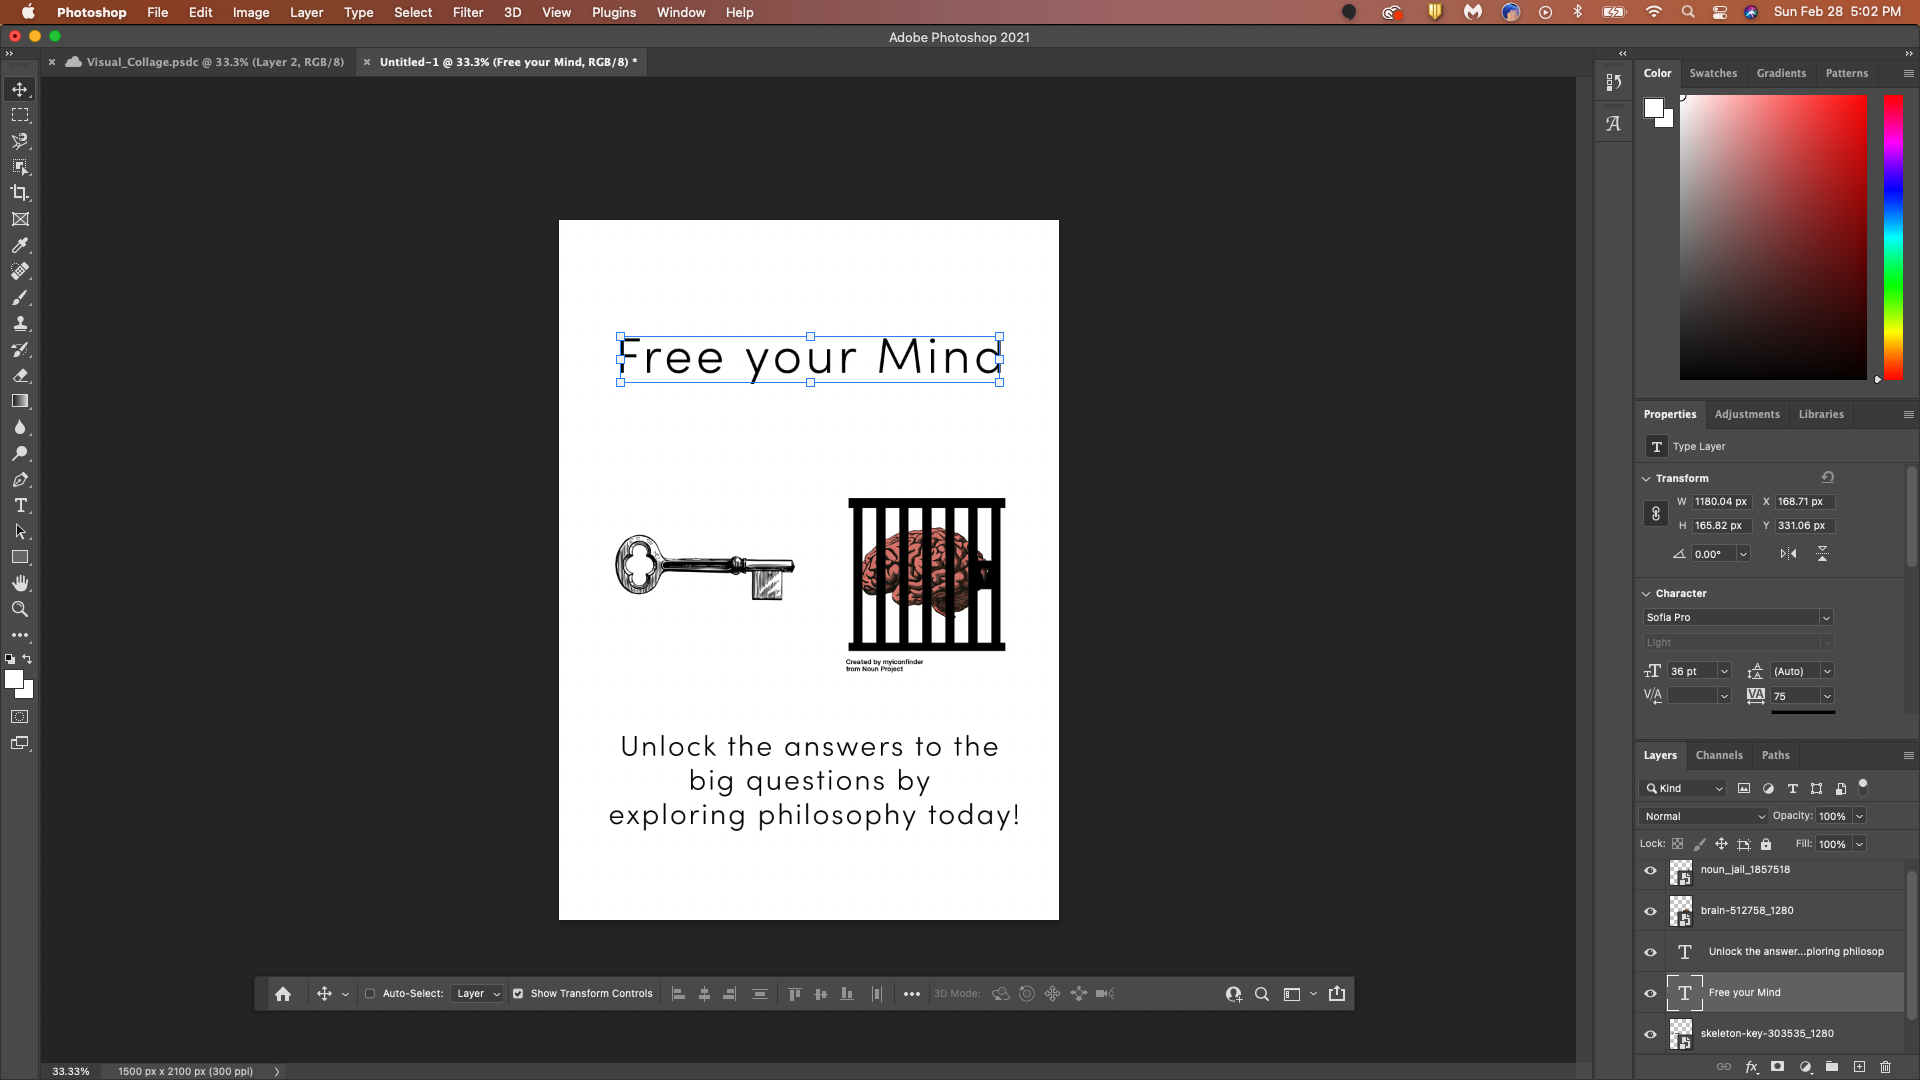 Photoshop File Edit Image Layer Type Select Filter 3D View Plugins Window Help Sun Feb 28 5:02 PM
Adobe Photoshop 2021
Visual_Collage.psdc @ 33.3% (Layer 2, RGB/8)
Untitled-1 @ 33.3% (Free your Mind, RGB/8) *
Free your Mind
Created by myiconfinder
from Noun Project
Unlock the answers to the
big questions by
exploring philosophy today!
Auto-Select: Layer Show Transform Controls 3D Mode:
33.33% 1500 px x 2100 px (300 ppi)
Color Swatches Gradients Patterns
Properties Adjustments Libraries
T Type Layer
Transform
W 1180.04 px X 168.71 px
H 165.82 px Y 331.06 px
0.00°
Character
Sofia Pro
Light
36 pt (Auto)
75
Layers Channels Paths
Kind
Normal Opacity: 100%
Lock: Fill: 100%
noun_jail_1857518
brain-512758_1280
Unlock the answer...ploring philosop
Free your Mind
skeleton-key-303535_1280
fx